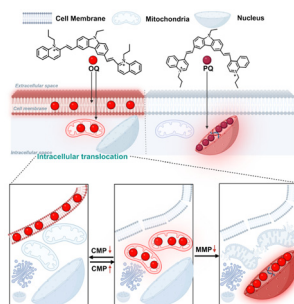 Cell Membrane
Mitochondria
Nucleus
OQ
PQ
Extracellular space
Cell membrane
Intracellular space
Intracellular translocation
CMP↓
CMP↑
MMP↓